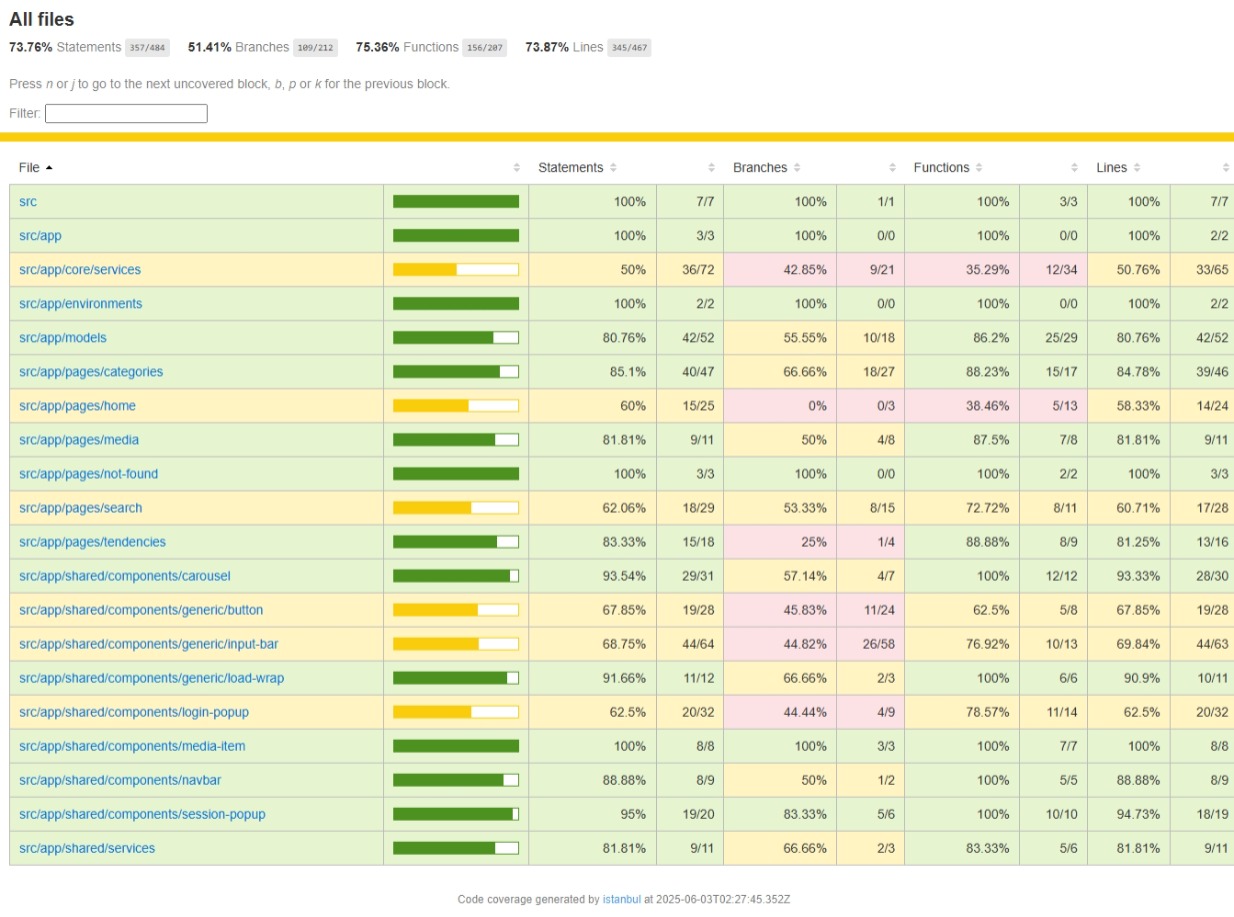 All files
73.76% Statements 357/484 51.41% Branches 109/212 75.36% Functions 156/207 73.87% Lines 345/467
Press n or j to go to the next uncovered block, b, p or k for the previous block.
Filter:
File Statements Branches Functions Lines
src 100% 7/7 100% 1/1 100% 3/3 100% 7/7
src/app 100% 3/3 100% 0/0 100% 0/0 100% 2/2
src/app/core/services 50% 36/72 42.85% 9/21 35.29% 12/34 50.76% 33/65
src/app/environments 100% 2/2 100% 0/0 100% 0/0 100% 2/2
src/app/models 80.76% 42/52 55.55% 10/18 86.2% 25/29 80.76% 42/52
src/app/pages/categories 85.1% 40/47 66.66% 18/27 88.23% 15/17 84.78% 39/46
src/app/pages/home 60% 15/25 0% 0/3 38.46% 5/13 58.33% 14/24
src/app/pages/media 81.81% 9/11 50% 4/8 87.5% 7/8 81.81% 9/11
src/app/pages/not-found 100% 3/3 100% 0/0 100% 2/2 100% 3/3
src/app/pages/search 62.06% 18/29 53.33% 8/15 72.72% 8/11 60.71% 17/28
src/app/pages/tendencies 83.33% 15/18 25% 1/4 88.88% 8/9 81.25% 13/16
src/app/shared/components/carousel 93.54% 29/31 57.14% 4/7 100% 12/12 93.33% 28/30
src/app/shared/components/generic/button 67.85% 19/28 45.83% 11/24 62.5% 5/8 67.85% 19/28
src/app/shared/components/generic/input-bar 68.75% 44/64 44.82% 26/58 76.92% 10/13 69.84% 44/63
src/app/shared/components/generic/load-wrap 91.66% 11/12 66.66% 2/3 100% 6/6 90.9% 10/11
src/app/shared/components/login-popup 62.5% 20/32 44.44% 4/9 78.57% 11/14 62.5% 20/32
src/app/shared/components/media-item 100% 8/8 100% 3/3 100% 7/7 100% 8/8
src/app/shared/components/navbar 88.88% 8/9 50% 1/2 100% 5/5 88.88% 8/9
src/app/shared/components/session-popup 95% 19/20 83.33% 5/6 100% 10/10 94.73% 18/19
src/app/shared/services 81.81% 9/11 66.66% 2/3 83.33% 5/6 81.81% 9/11
Code coverage generated by istanbul at 2025-06-03T02:27:45.352Z